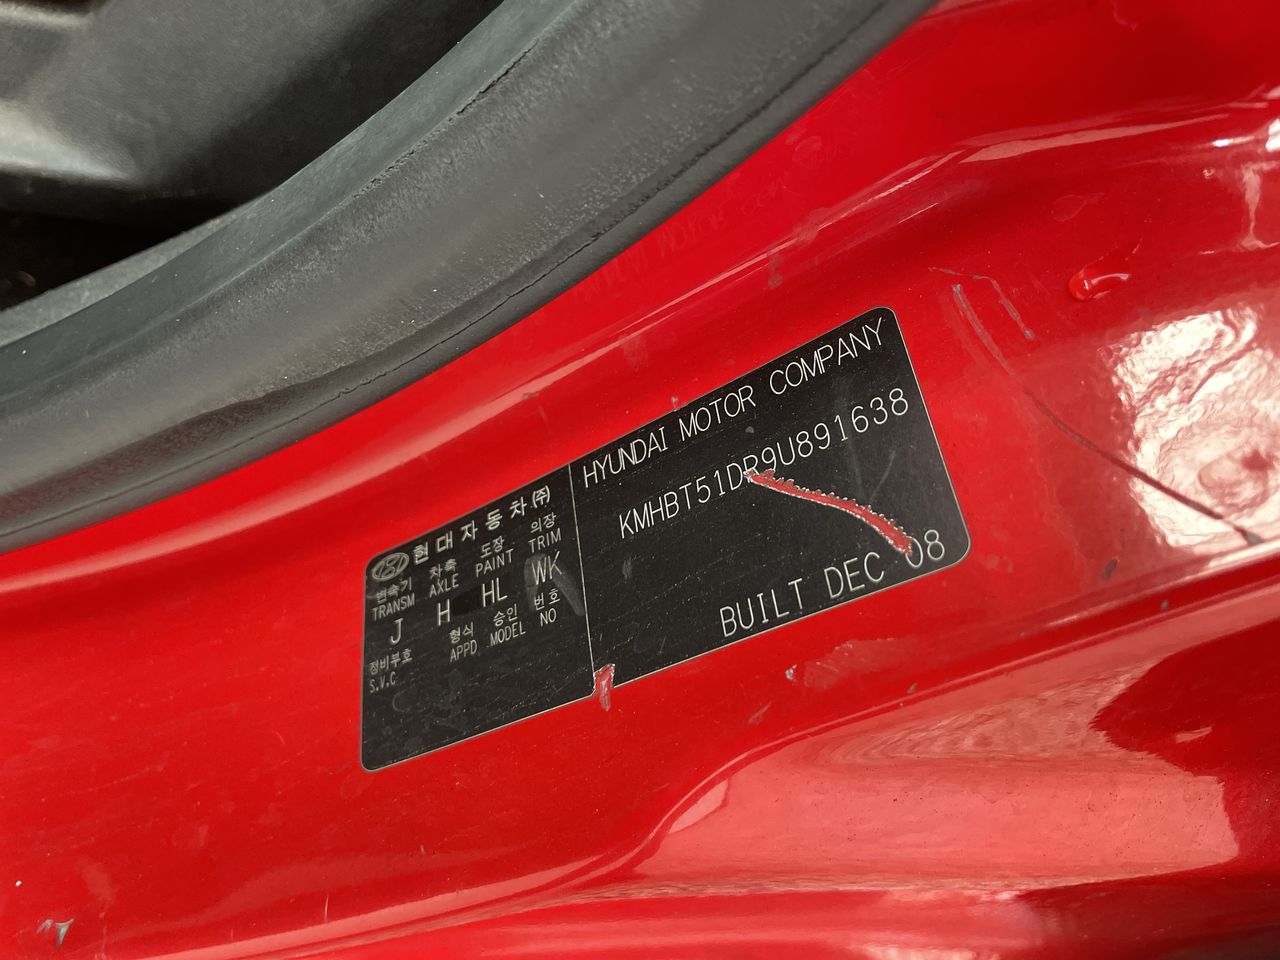 현대자동차(주)
변속기 차축 도장 의장
TRANSM AXLE PAINT TRIM
J H HL WK
정비부호 형식 승인 번호
S.V.C APPD MODEL NO
HYUNDAI MOTOR COMPANY
KMHBT51DR9U891638
BUILT DEC 08